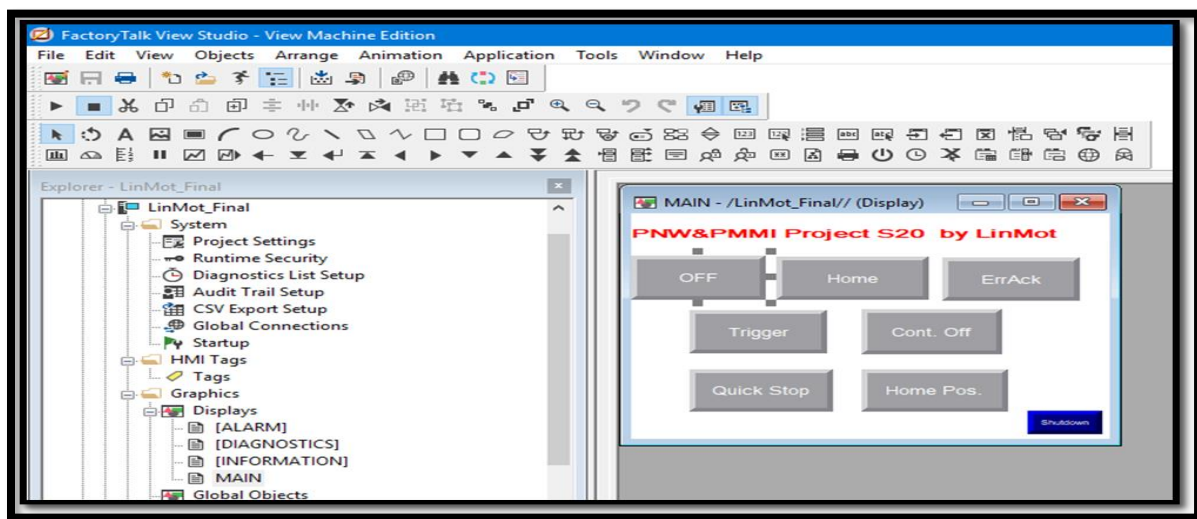 FactoryTalk View Studio - View Machine Edition
File Edit View Objects Arrange Animation Application Tools Window Help
Explorer - LinMot_Final
LinMot_Final
System
Project Settings
Runtime Security
Diagnostics List Setup
Audit Trail Setup
CSV Export Setup
Global Connections
Startup
HMI Tags
Tags
Graphics
Displays
[ALARM]
[DIAGNOSTICS]
[INFORMATION]
MAIN
Global Objects
MAIN - /LinMot_Final// (Display)
PNW&PMMI Project S20 by LinMot
OFF Home ErrAck
Trigger Cont. Off
Quick Stop Home Pos.
Shutdown